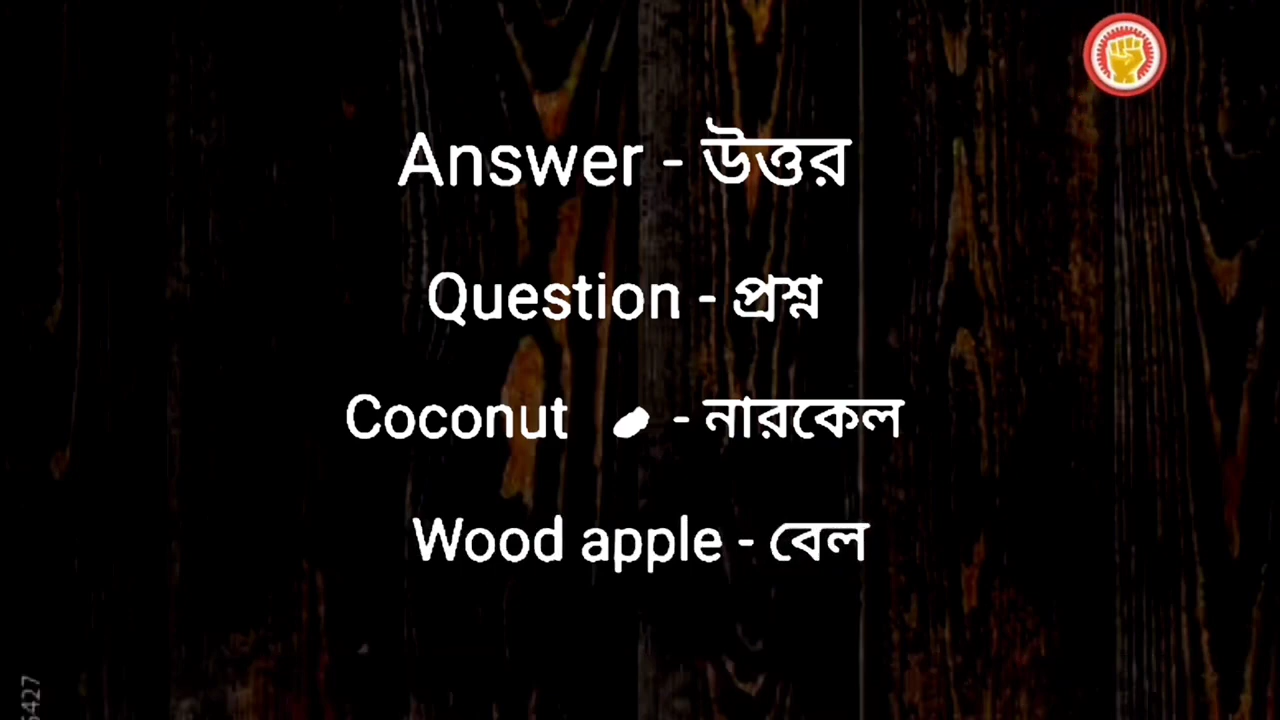 Answer - উত্তর
Question - প্রশ্ন
Coconut - নারকেল
Wood apple - বেল